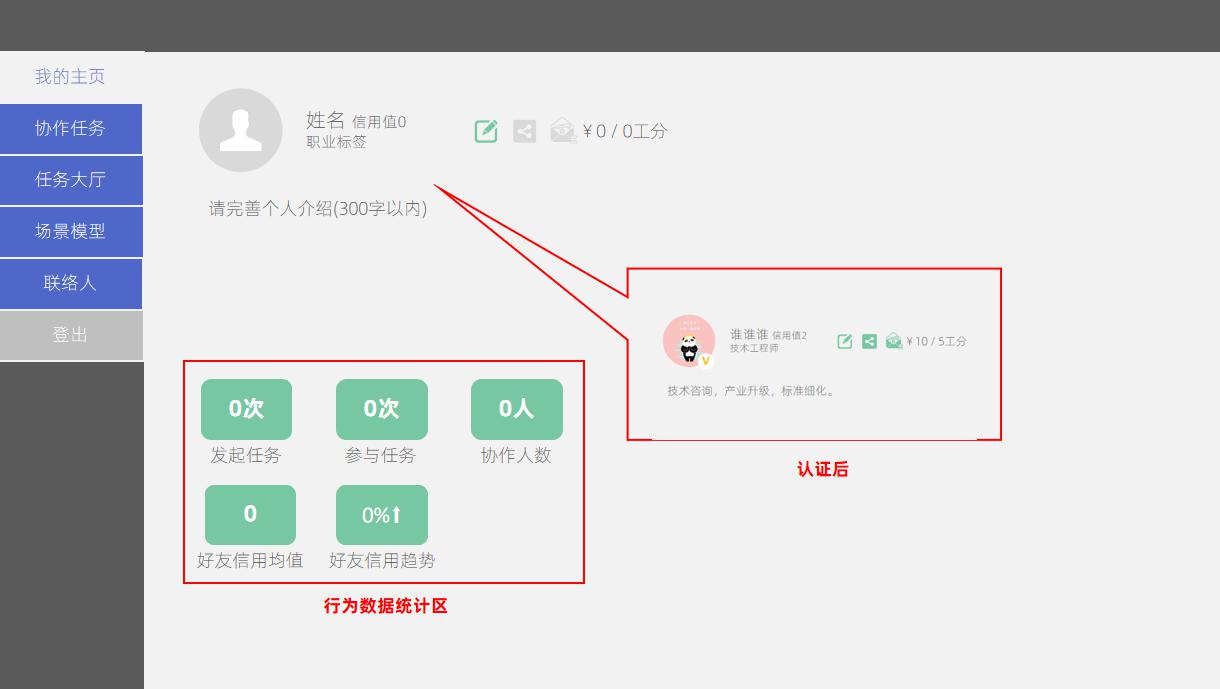 我的主页
协作任务
任务大厅
场景模型
联络人
登出
姓名 信用值0
职业标签
¥ 0 / 0工分
请完善个人介绍(300字以内)
谁谁谁 信用值2
技术工程师
V
¥ 10 / 5工分
技术咨询，产业升级，标准细化。
认证后
0次
0次
0人
发起任务
参与任务
协作人数
0
0%⬆
好友信用均值
好友信用趋势
行为数据统计区